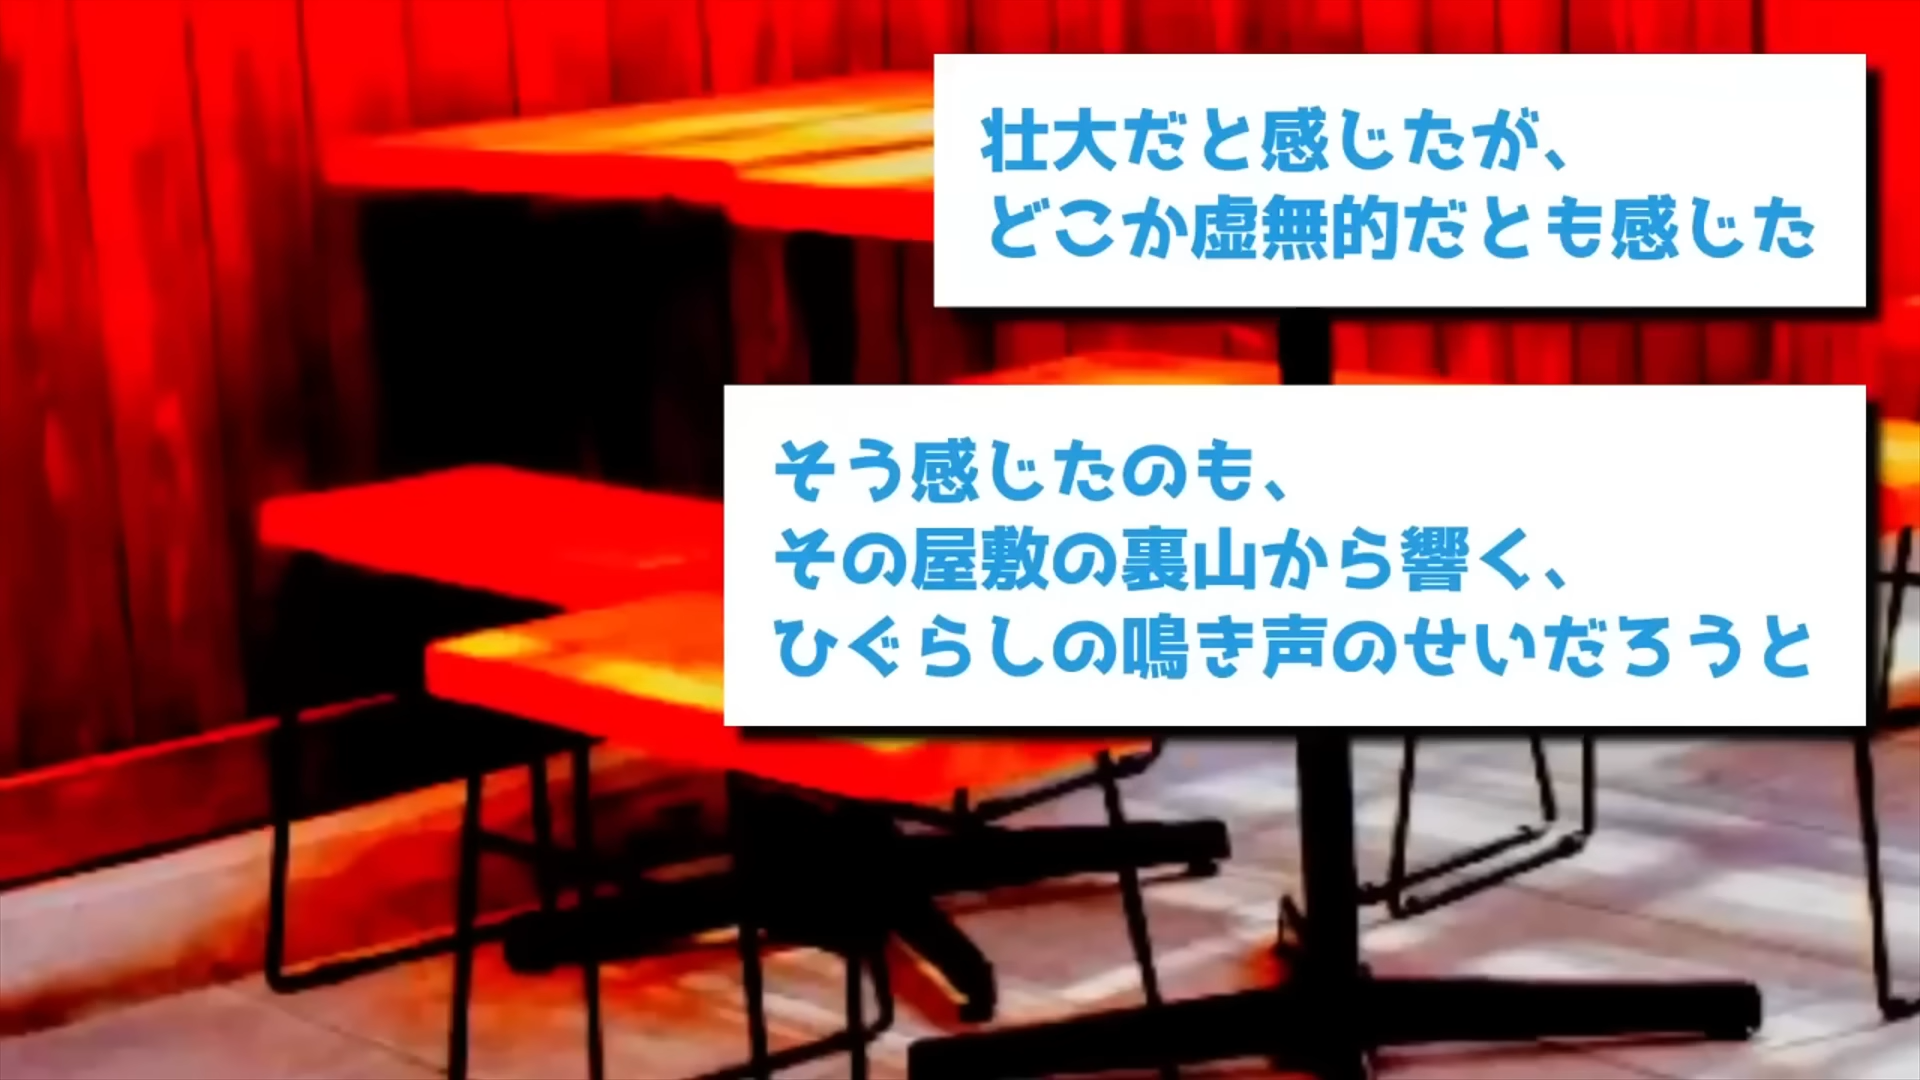 壮大だと感じたが、
どこか虚無的だとも感じた
そう感じたのも、
その屋敷の裏山から響く、
ひぐらしの鳴き声のせいだろうと